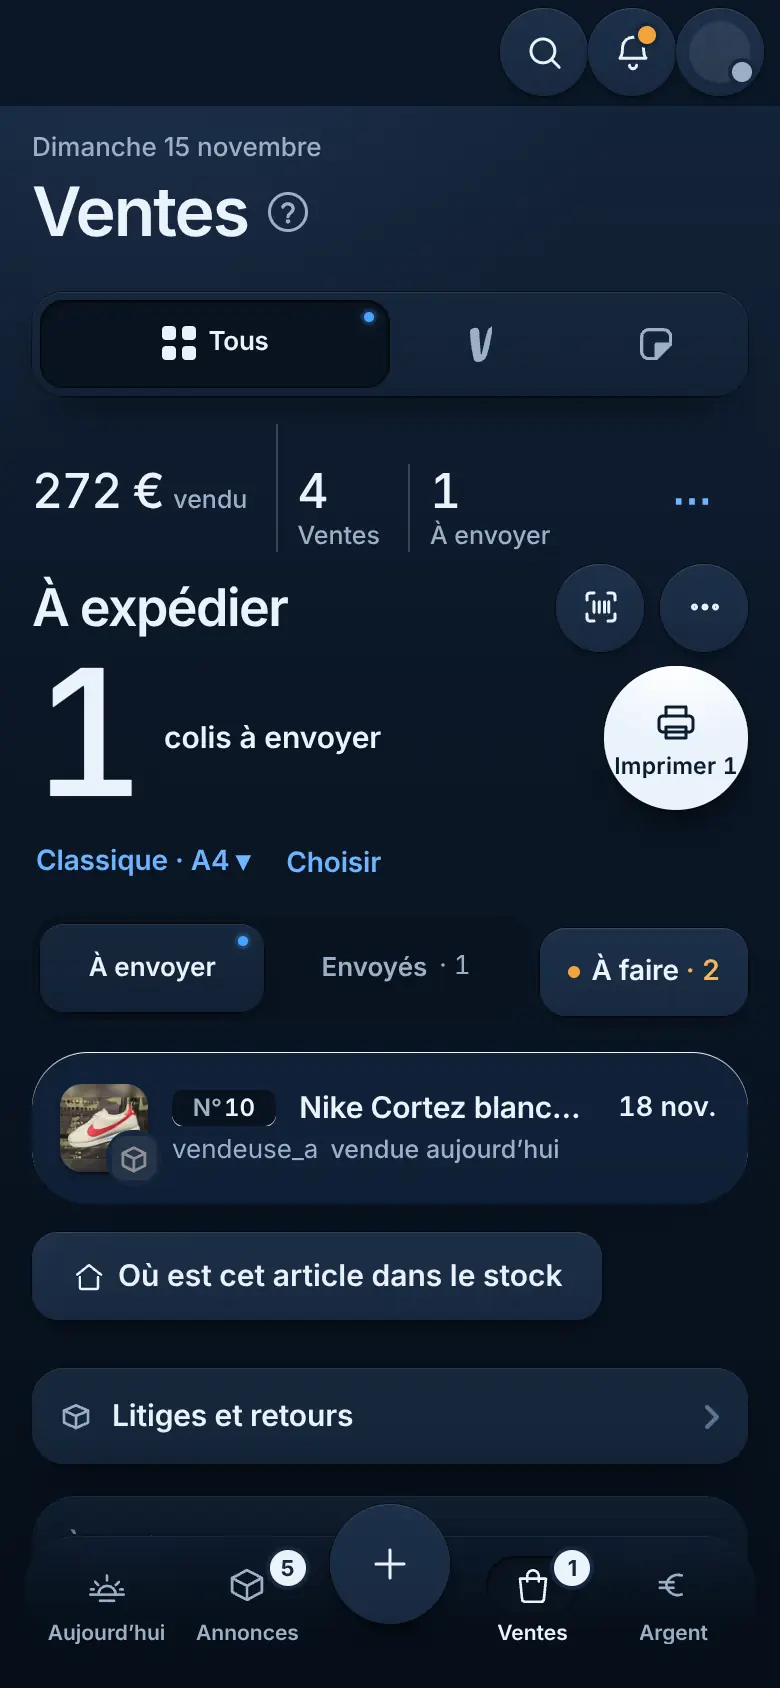 Dimanche 15 novembre
Ventes ?
Tous
272 € vendu
4
Ventes
1
À envoyer
...
À expédier
1 colis à envoyer
Imprimer 1
Classique · A4 ▾ Choisir
À envoyer
Envoyés · 1
À faire · 2
N° 10 Nike Cortez blanc... 18 nov.
vendeuse_a vendue aujourd’hui
Où est cet article dans le stock
Litiges et retours
5
1
Aujourd’hui
Annonces
Ventes
Argent